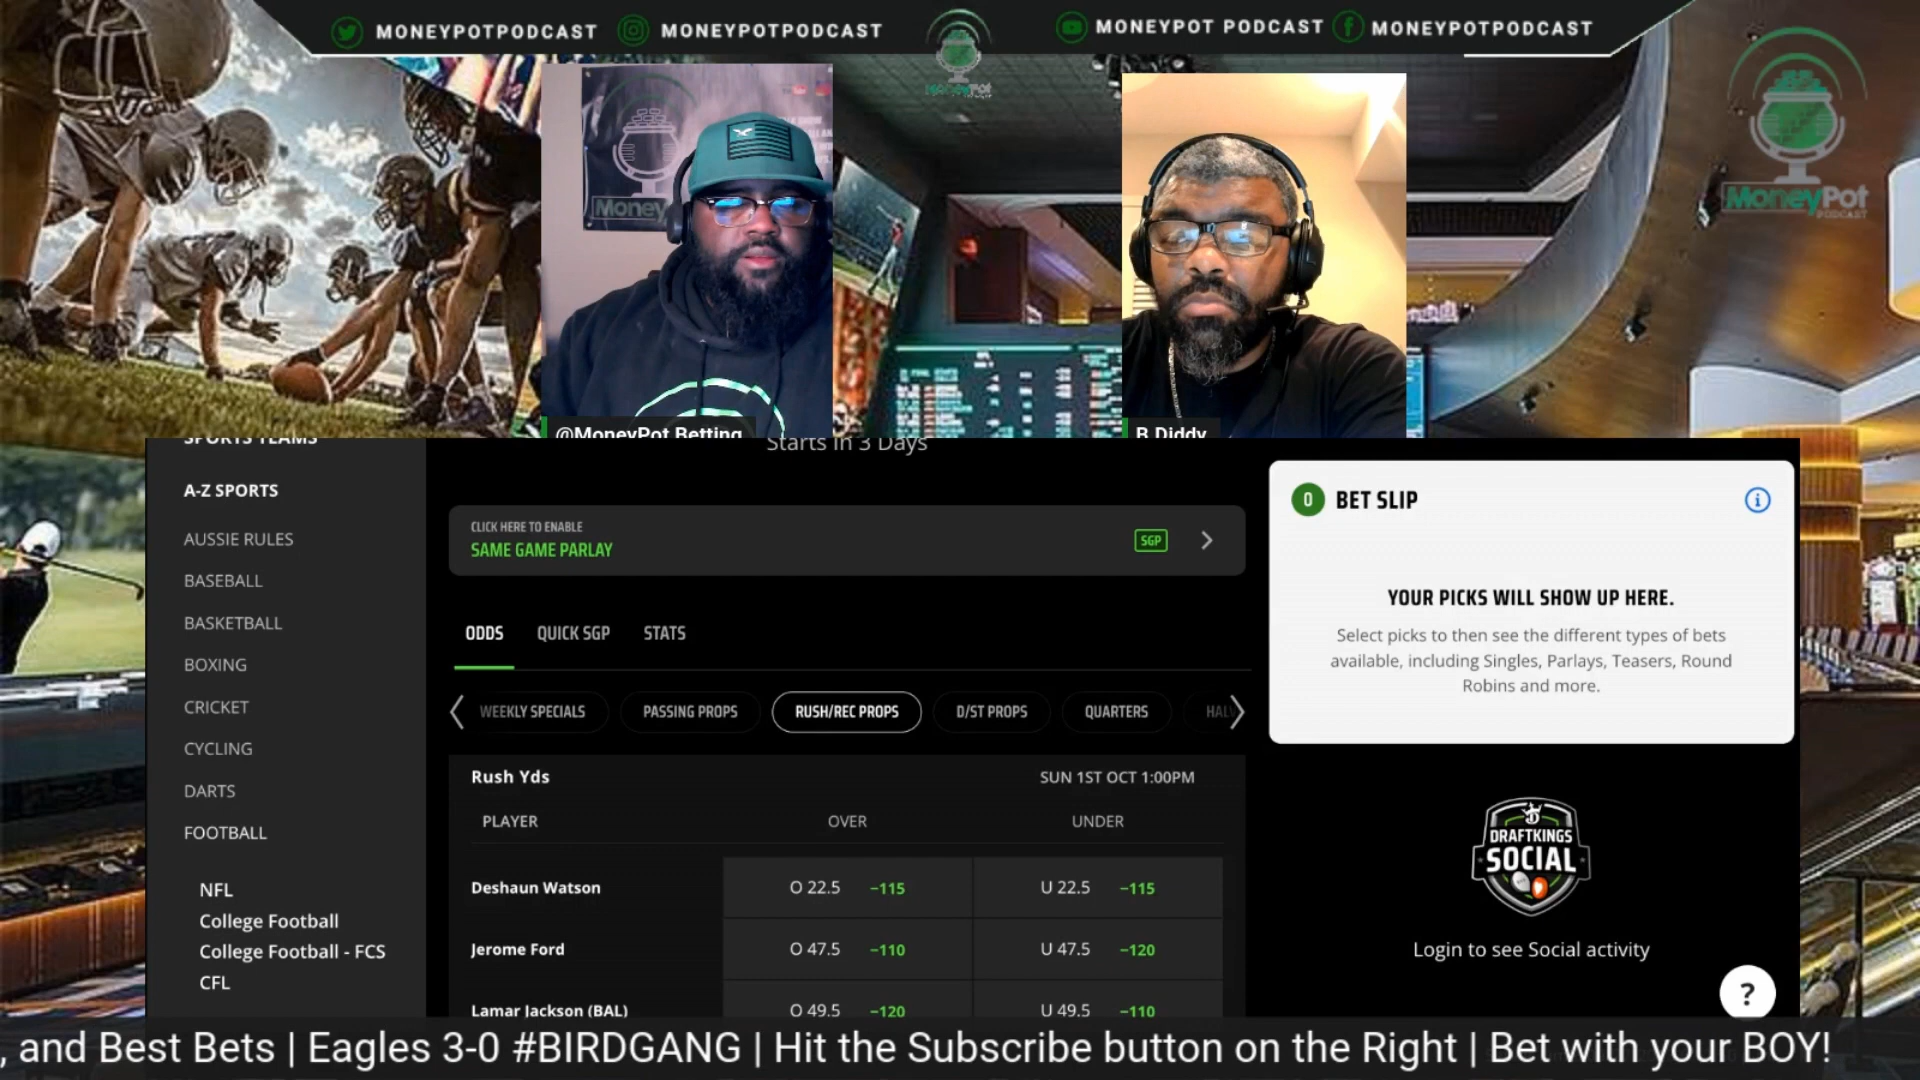 MONEYPOTPODCAST
MONEYPOTPODCAST
MoneyPot
MONEYPOT PODCAST
MONEYPOTPODCAST
MoneyPot
PODCAST
Money
@MoneyPot Betting
B Diddy
SPORTS TEAMS
A-Z SPORTS
AUSSIE RULES
BASEBALL
BASKETBALL
BOXING
CRICKET
CYCLING
DARTS
FOOTBALL
NFL
College Football
College Football - FCS
CFL
Starts in 3 Days
CLICK HERE TO ENABLE
SAME GAME PARLAY
SGP
ODDS QUICK SGP STATS
WEEKLY SPECIALS PASSING PROPS RUSH/REC PROPS D/ST PROPS QUARTERS HAL
Rush Yds SUN 1ST OCT 1:00PM
PLAYER OVER UNDER
Deshaun Watson O 22.5 −115 U 22.5 −115
Jerome Ford O 47.5 −110 U 47.5 −120
Lamar Jackson (BAL) O 49.5 −120 U 49.5 −110
0 BET SLIP
YOUR PICKS WILL SHOW UP HERE.
Select picks to then see the different types of bets
available, including Singles, Parlays, Teasers, Round
Robins and more.
DRAFTKINGS
SOCIAL
Login to see Social activity
?
, and Best Bets | Eagles 3-0 #BIRDGANG | Hit the Subscribe button on the Right | Bet with your BOY!